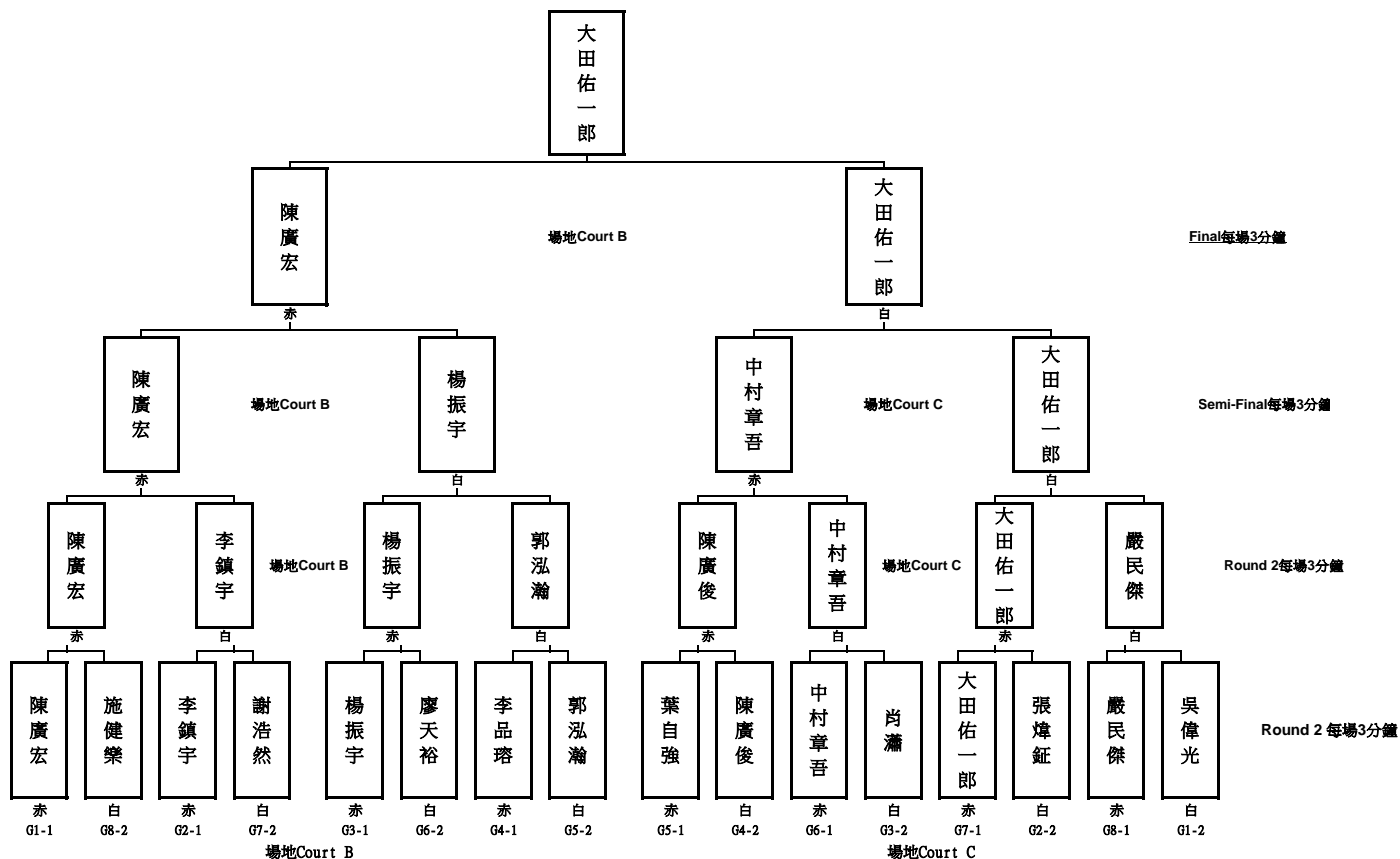 大田佑一郎
陳廣宏
場地Court B
大田佑一郎
Final每場3分鐘
赤
白
陳廣宏
場地Court B
楊振宇
中村章吾
場地Court C
大田佑一郎
Semi-Final每場3分鐘
赤
白
赤
白
陳廣宏
李鎮宇
場地Court B
楊振宇
郭泓瀚
陳廣俊
中村章吾
場地Court C
大田佑一郎
嚴民傑
Round 2每場3分鐘
赤
白
赤
白
赤
白
赤
白
陳廣宏
施健樂
李鎮宇
謝浩然
楊振宇
廖天裕
李品瑢
郭泓瀚
葉自強
陳廣俊
中村章吾
肖瀟
大田佑一郎
張煒鉦
嚴民傑
吳偉光
Round 2 每場3分鐘
赤
白
赤
白
赤
白
赤
白
赤
白
赤
白
赤
白
赤
白
G1-1
G8-2
G2-1
G7-2
G3-1
G6-2
G4-1
G5-2
G5-1
G4-2
G6-1
G3-2
G7-1
G2-2
G8-1
G1-2
場地Court B
場地Court C